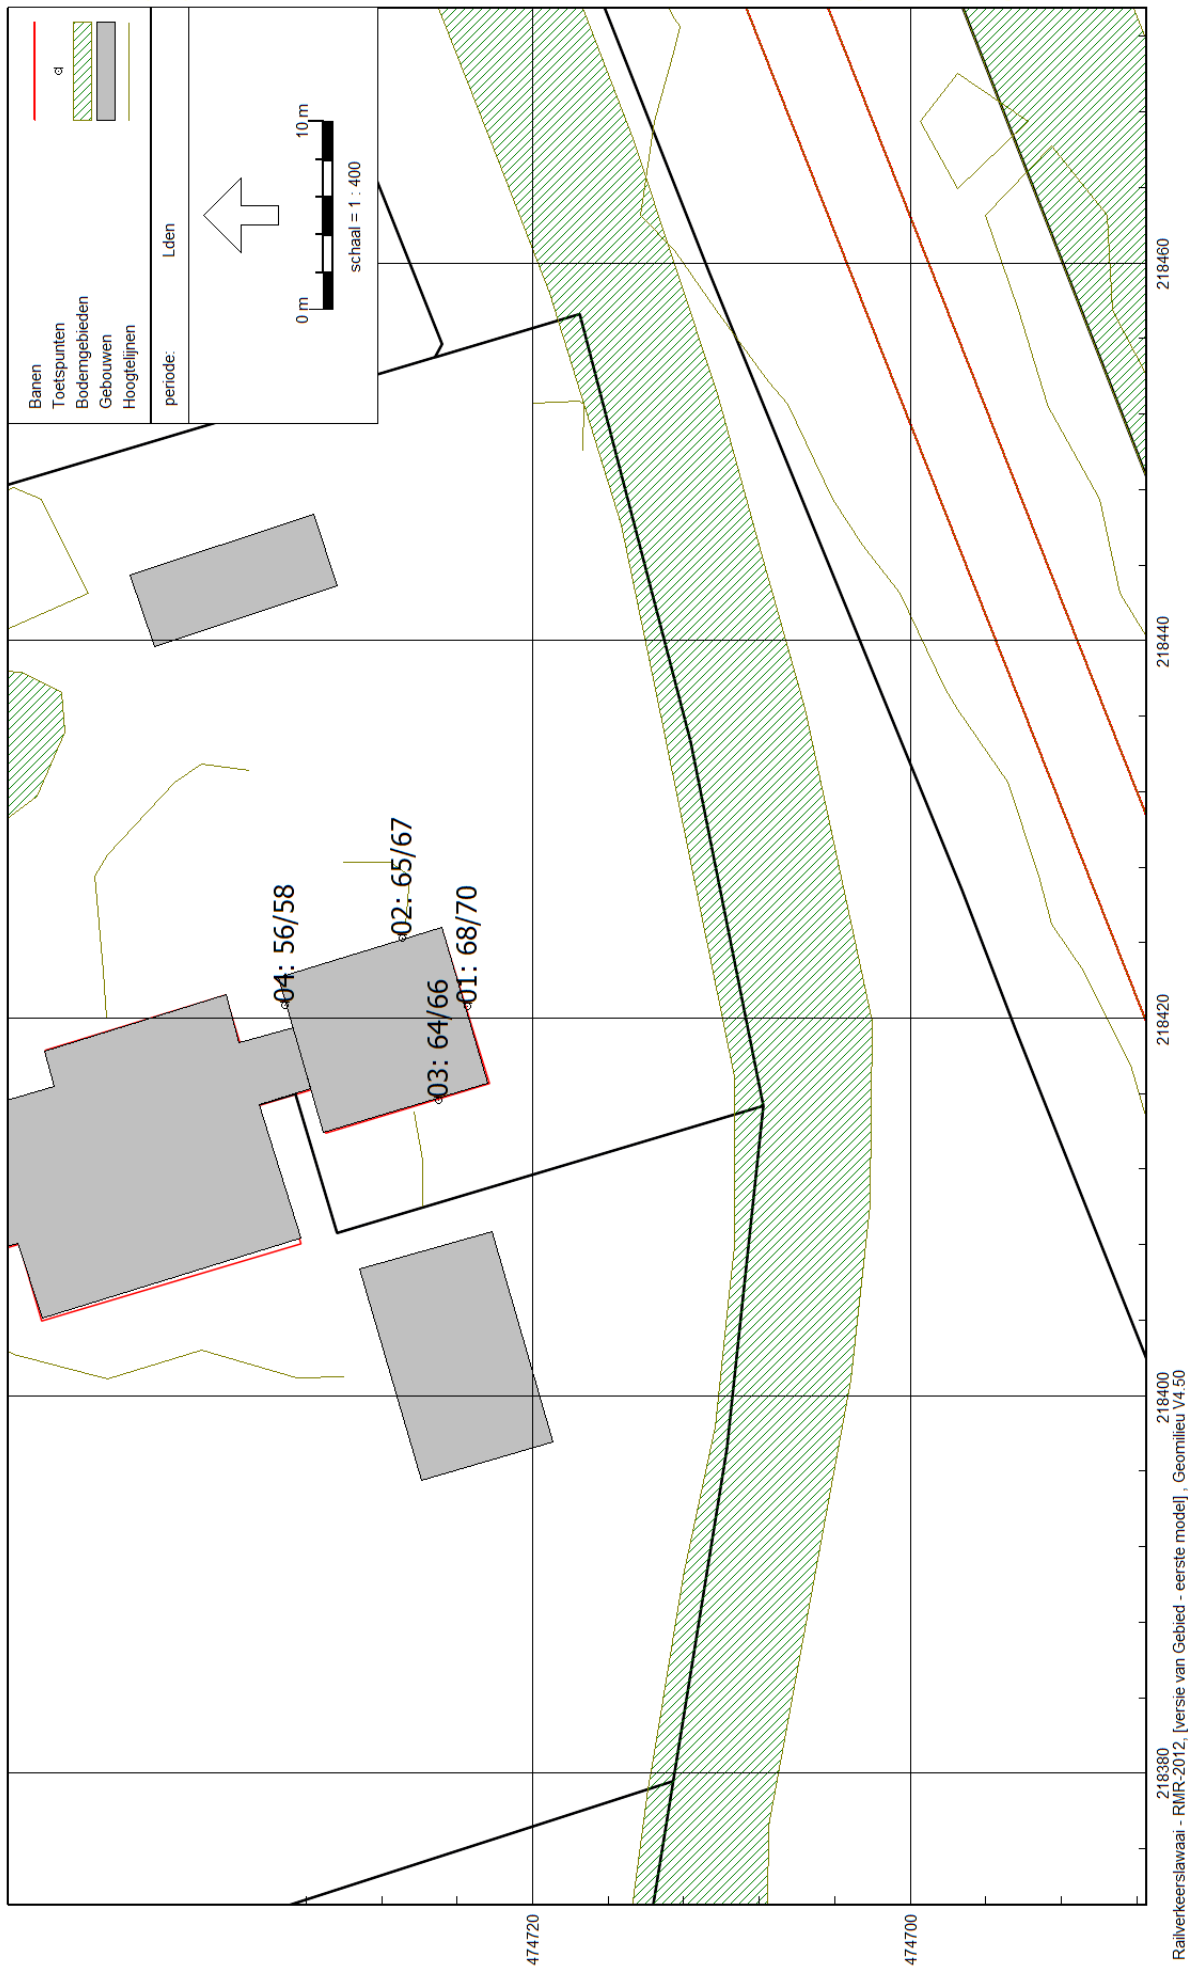 Banen
Toetspunten
Bodemgebieden
Gebouwen
Hoogtelijnen
periode: Lden
0 m 10 m
schaal = 1 : 400
04: 56/58
02: 65/67
03: 64/66
01: 68/70
474720
474700
218380
218400
218420
218440
218460
Railverkeerslawaai - RMR-2012, [versie van Gebied - eerste model] , Geomilieu V4.50